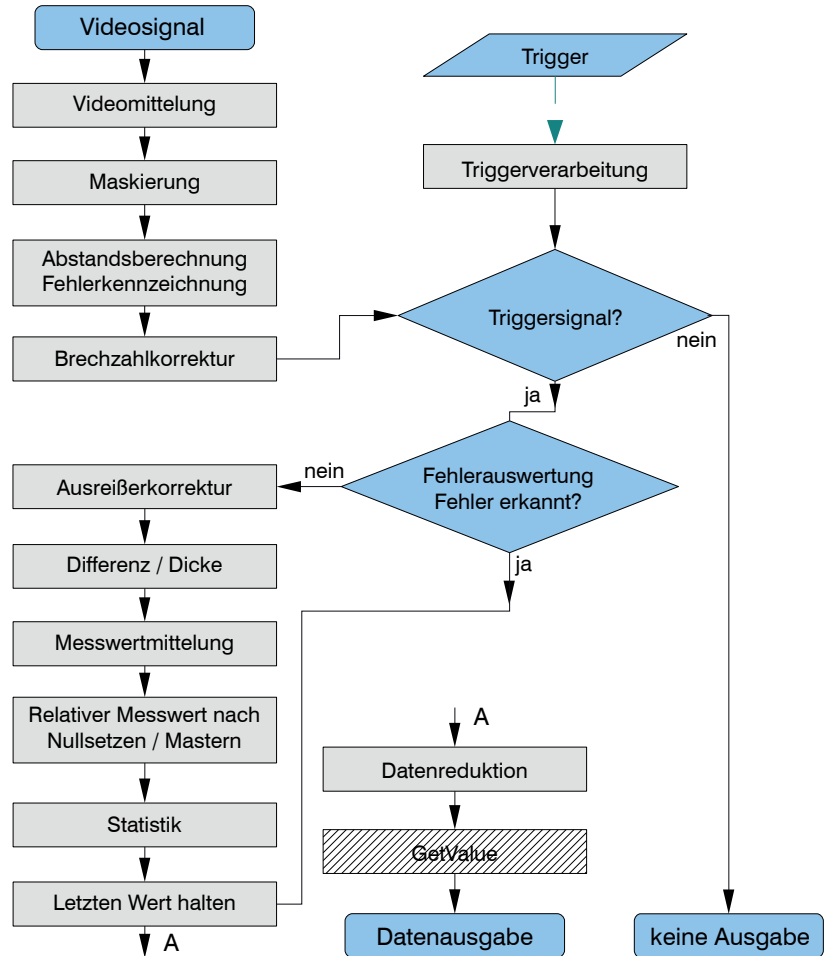 Videosignal
Videomittelung
Maskierung
Abstandsberechnung
Fehlerkennzeichnung
Brechzahlkorrektur
Trigger
Triggerverarbeitung
Triggersignal?
nein
ja
Fehlerauswertung
Fehler erkannt?
nein
ja
Ausreißerkorrektur
Differenz / Dicke
Messwertmittelung
Relativer Messwert nach
Nullsetzen / Mastern
Statistik
Letzten Wert halten
A
A
Datenreduktion
GetValue
Datenausgabe
keine Ausgabe